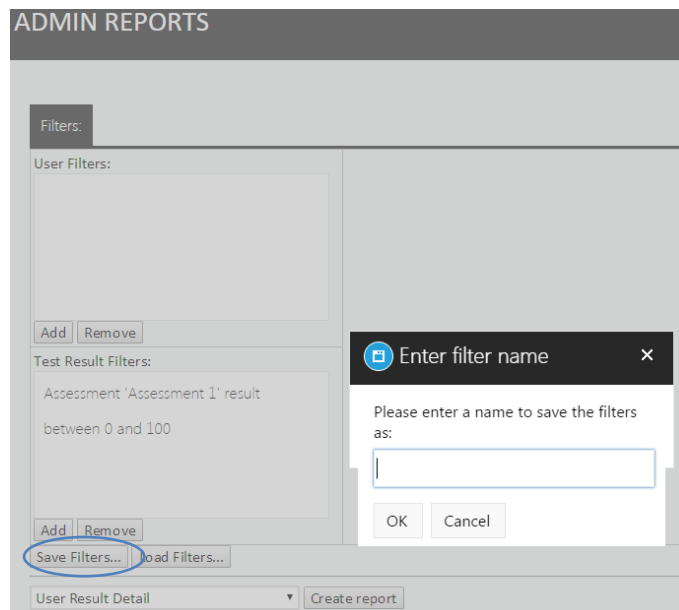 ADMIN REPORTS
Filters:
User Filters:
Add Remove
Test Result Filters:
Assessment 'Assessment 1' result
between 0 and 100
Add Remove
Save Filters... Load Filters...
User Result Detail Create report
Enter filter name ×
Please enter a name to save the filters
as:
OK Cancel